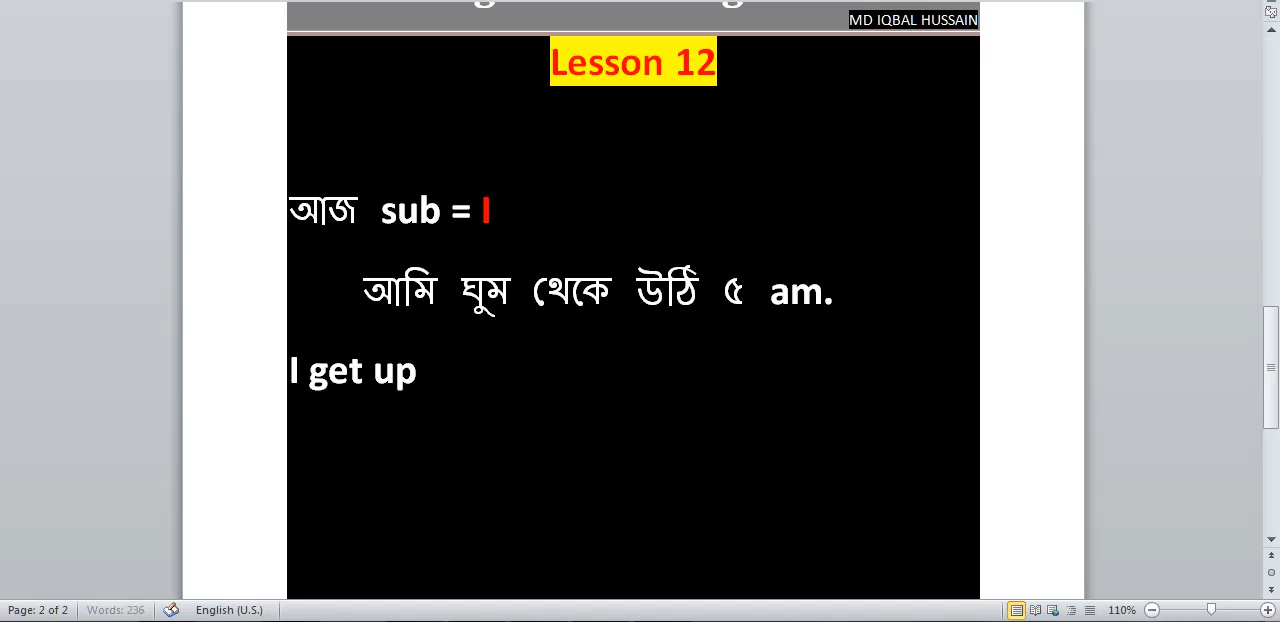 MD IQBAL HUSSAIN
Lesson 12
আজ sub = I
আমি ঘুম থেকে উঠি ৫ am.
I get up
Page: 2 of 2 Words: 236 English (U.S.) 110%